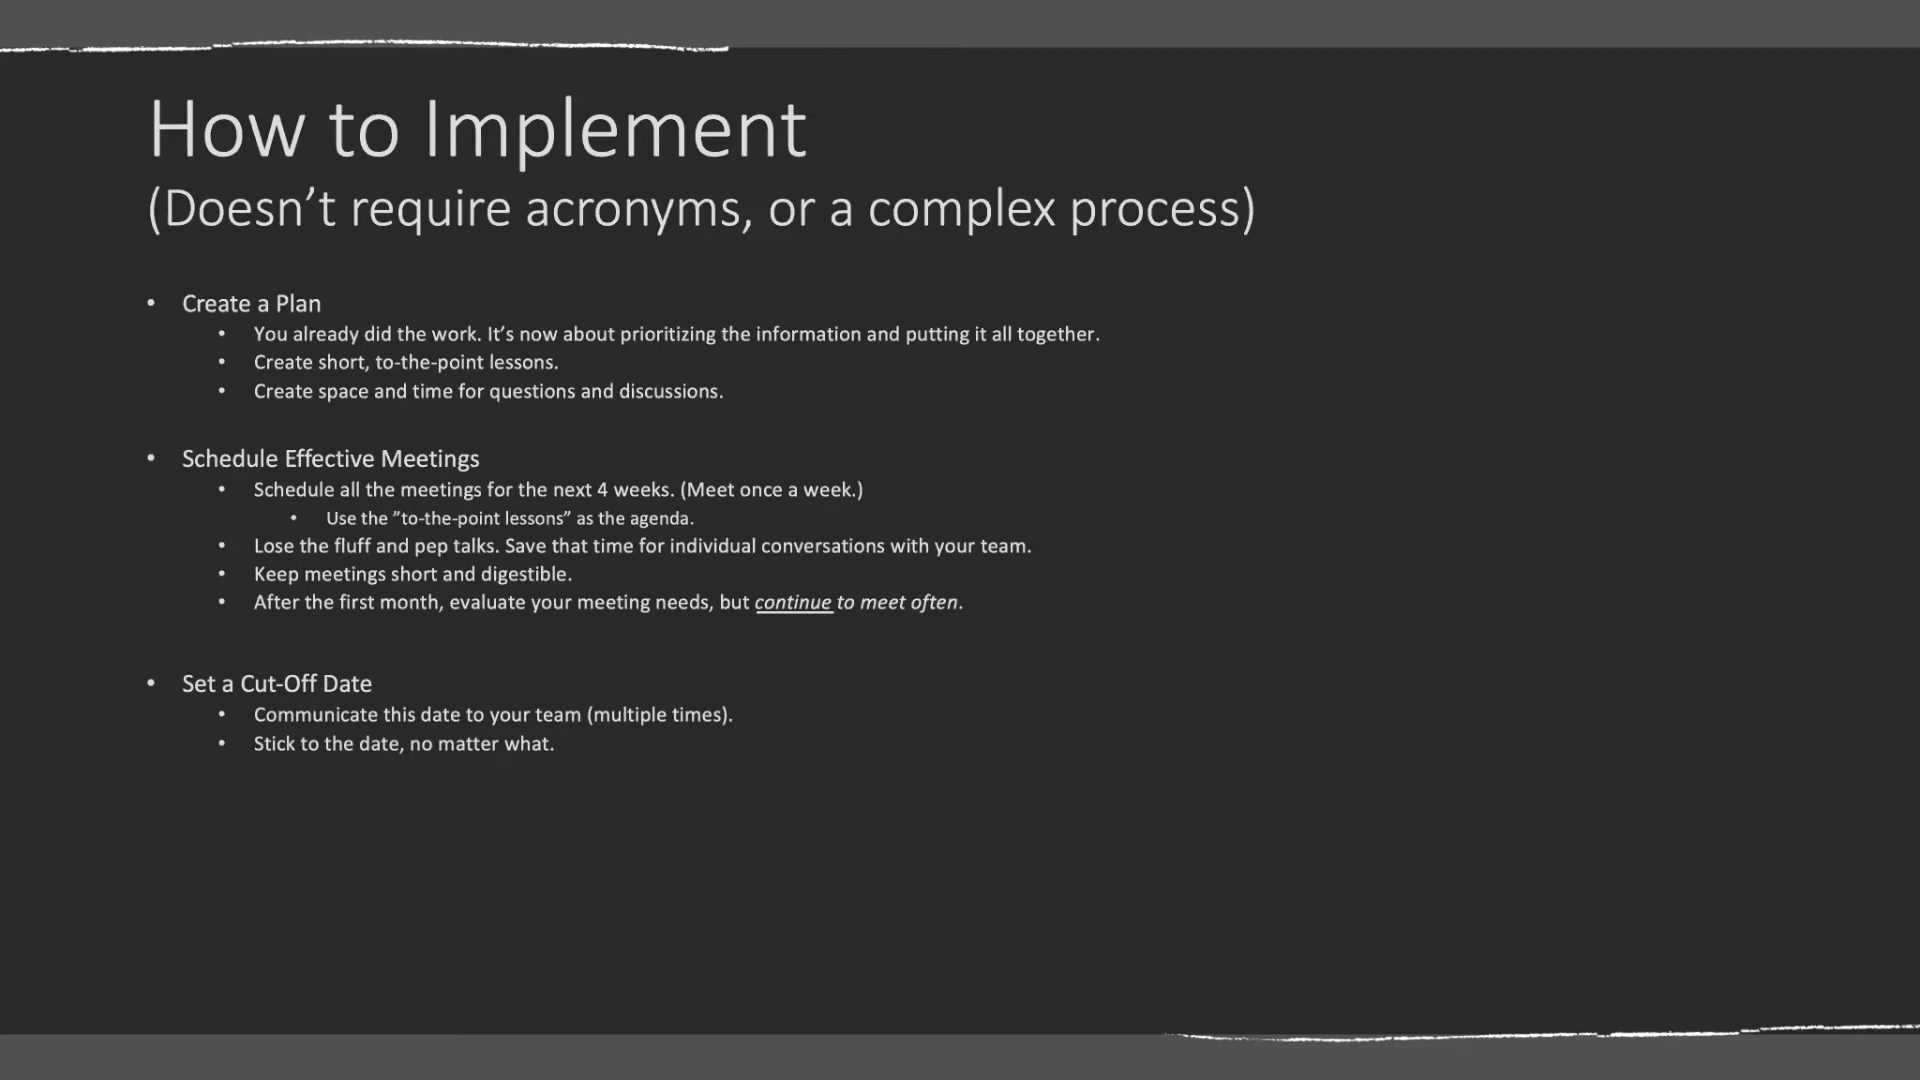 How to Implement
(Doesn’t require acronyms, or a complex process)
• Create a Plan
• You already did the work. It’s now about prioritizing the information and putting it all together.
• Create short, to-the-point lessons.
• Create space and time for questions and discussions.
• Schedule Effective Meetings
• Schedule all the meetings for the next 4 weeks. (Meet once a week.)
• Use the ”to-the-point lessons” as the agenda.
• Lose the fluff and pep talks. Save that time for individual conversations with your team.
• Keep meetings short and digestible.
• After the first month, evaluate your meeting needs, but continue to meet often.
• Set a Cut-Off Date
• Communicate this date to your team (multiple times).
• Stick to the date, no matter what.